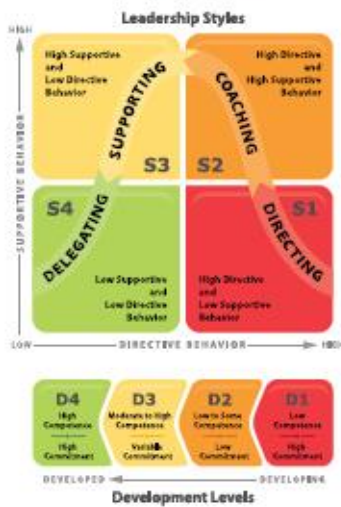 Leadership Styles
HIGH
High Supportive
and
Low Directive
Behavior
High Directive
and
High Supportive
Behavior
SUPPORTING
COACHING
S3
S2
SUPPORTIVE BEHAVIOR
S4
S1
DELEGATING
DIRECTING
Low Supportive
and
Low Directive
Behavior
High Directive
and
Low Supportive
Behavior
LOW
DIRECTIVE BEHAVIOR
HIGH
D4
High
Competence
High
Commitment
D3
Moderate to High
Competence
Variable
Commitment
D2
Low to Some
Competence
Low
Commitment
D1
Low
Competence
High
Commitment
DEVELOPED
DEVELOPING
Development Levels